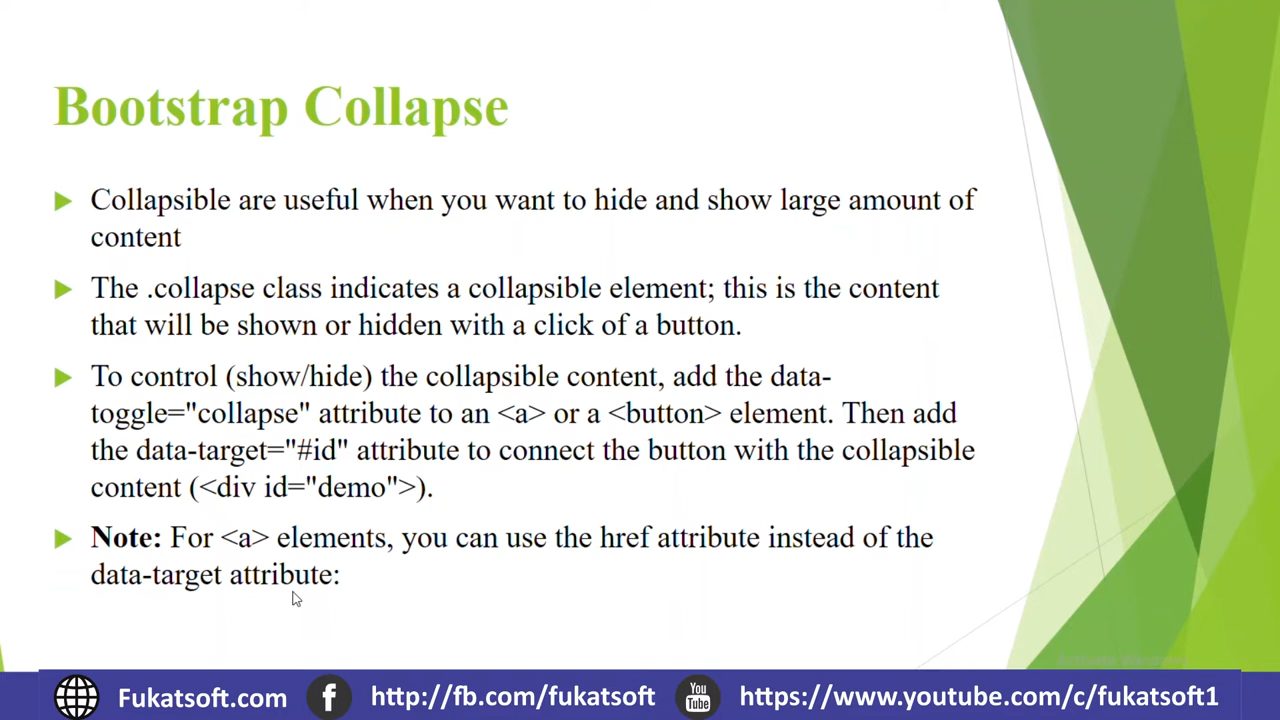 Bootstrap Collapse
Collapsible are useful when you want to hide and show large amount of
content
The .collapse class indicates a collapsible element; this is the content
that will be shown or hidden with a click of a button.
To control (show/hide) the collapsible content, add the data-
toggle="collapse" attribute to an <a> or a <button> element. Then add
the data-target="#id" attribute to connect the button with the collapsible
content (<div id="demo">).
Note: For <a> elements, you can use the href attribute instead of the
data-target attribute:
Fukatsoft.com
f
http://fb.com/fukatsoft
You
Tube
https://www.youtube.com/c/fukatsoft1